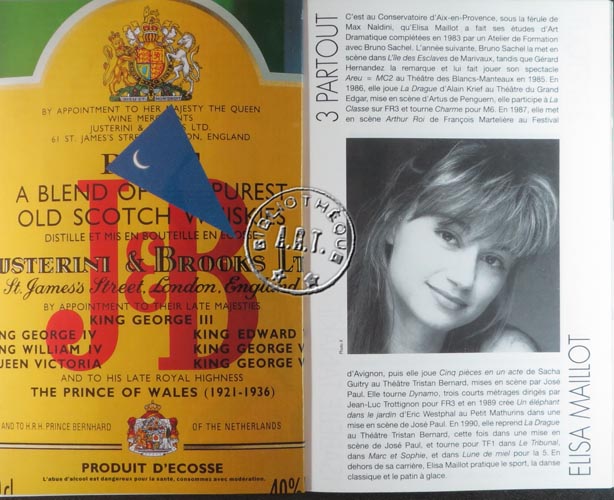 BY APPOINTMENT TO HER MAJESTY THE QUEEN
WINE MERCHANTS
JUSTERINI & BROOKS LTD.
61 ST. JAMES'S STREET LONDON, ENGLAND
A BLEND OF PUREST
OLD SCOTCH WHISKIES
DISTILLE ET MIS EN BOUTEILLE EN ECOSSE
J&B
USTERINI & BROOKS LT
St. James's Street, London, England
BY APPOINTMENT TO THEIR LATE MAJESTIES
KING GEORGE III
NG GEORGE IV KING EDWARD
NG WILLIAM IV KING GEORGE V
UEEN VICTORIA KING GEORGE V
AND TO HIS LATE ROYAL HIGHNESS
THE PRINCE OF WALES (1921-1936)
AND TO H.R.H. PRINCE BERNHARD OF THE NETHERLANDS
PRODUIT D'ECOSSE
L'abus d'alcool est dangereux pour la santé, consommez avec modération.
cl 40%
BIBLIOTHÈQUE
A.R.T.
3 PARTOUT
C'est au Conservatoire d'Aix-en-Provence, sous la férule de
Max Naldini, qu'Elisa Maillot a fait ses études d'Art
Dramatique complétées en 1983 par un Atelier de Formation
avec Bruno Sachel. L'année suivante, Bruno Sachel la met en
scène dans L'île des Esclaves de Marivaux, tandis que Gérard
Hernandez la remarque et lui fait jouer son spectacle
Areu = MC2 au Théâtre des Blancs-Manteaux en 1985. En
1986, elle joue La Drague d'Alain Krief au Théâtre du Grand
Edgar, mise en scène d'Artus de Penguern, elle participe à La
Classe sur FR3 et tourne Charme pour M6. En 1987, elle met
en scène Arthur Roi de François Martelière au Festival
Photo X
d'Avignon, puis elle joue Cinq pièces en un acte de Sacha
Guitry au Théâtre Tristan Bernard, mises en scène par José
Paul. Elle tourne Dynamo, trois courts métrages dirigés par
Jean-Luc Trottignon pour FR3 et en 1989 crée Un éléphant
dans le jardin d'Eric Westphal au Petit Mathurins dans une
mise en scène de José Paul. En 1990, elle reprend La Drague
au Théâtre Tristan Bernard, cette fois dans une mise en
scène de José Paul, et tourne pour TF1 dans Le Tribunal,
dans Marc et Sophie, et dans Lune de miel pour la 5. En
dehors de sa carrière, Elisa Maillot pratique le sport, la danse
classique et le patin à glace.
ELISA MAILLOT